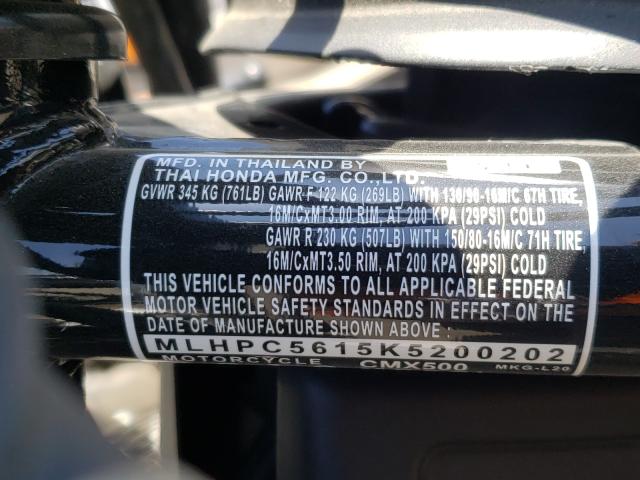 MFD. IN THAILAND BY
THAI HONDA MFG. CO.,LTD.
GVWR 345 KG (761LB) GAWR F 122 KG (269LB) WITH 130/90-16M/C 67H TIRE,
16M/CxMT3.00 RIM, AT 200 KPA (29PSI) COLD
GAWR R 230 KG (507LB) WITH 150/80-16M/C 71H TIRE,
16M/CxMT3.50 RIM, AT 200 KPA (29PSI) COLD
THIS VEHICLE CONFORMS TO ALL APPLICABLE FEDERAL
MOTOR VEHICLE SAFETY STANDARDS IN EFFECT ON THE
DATE OF MANUFACTURE SHOWN ABOVE.
MLHPC5615K5200202
MOTORCYCLE CMX500 MKG-L20